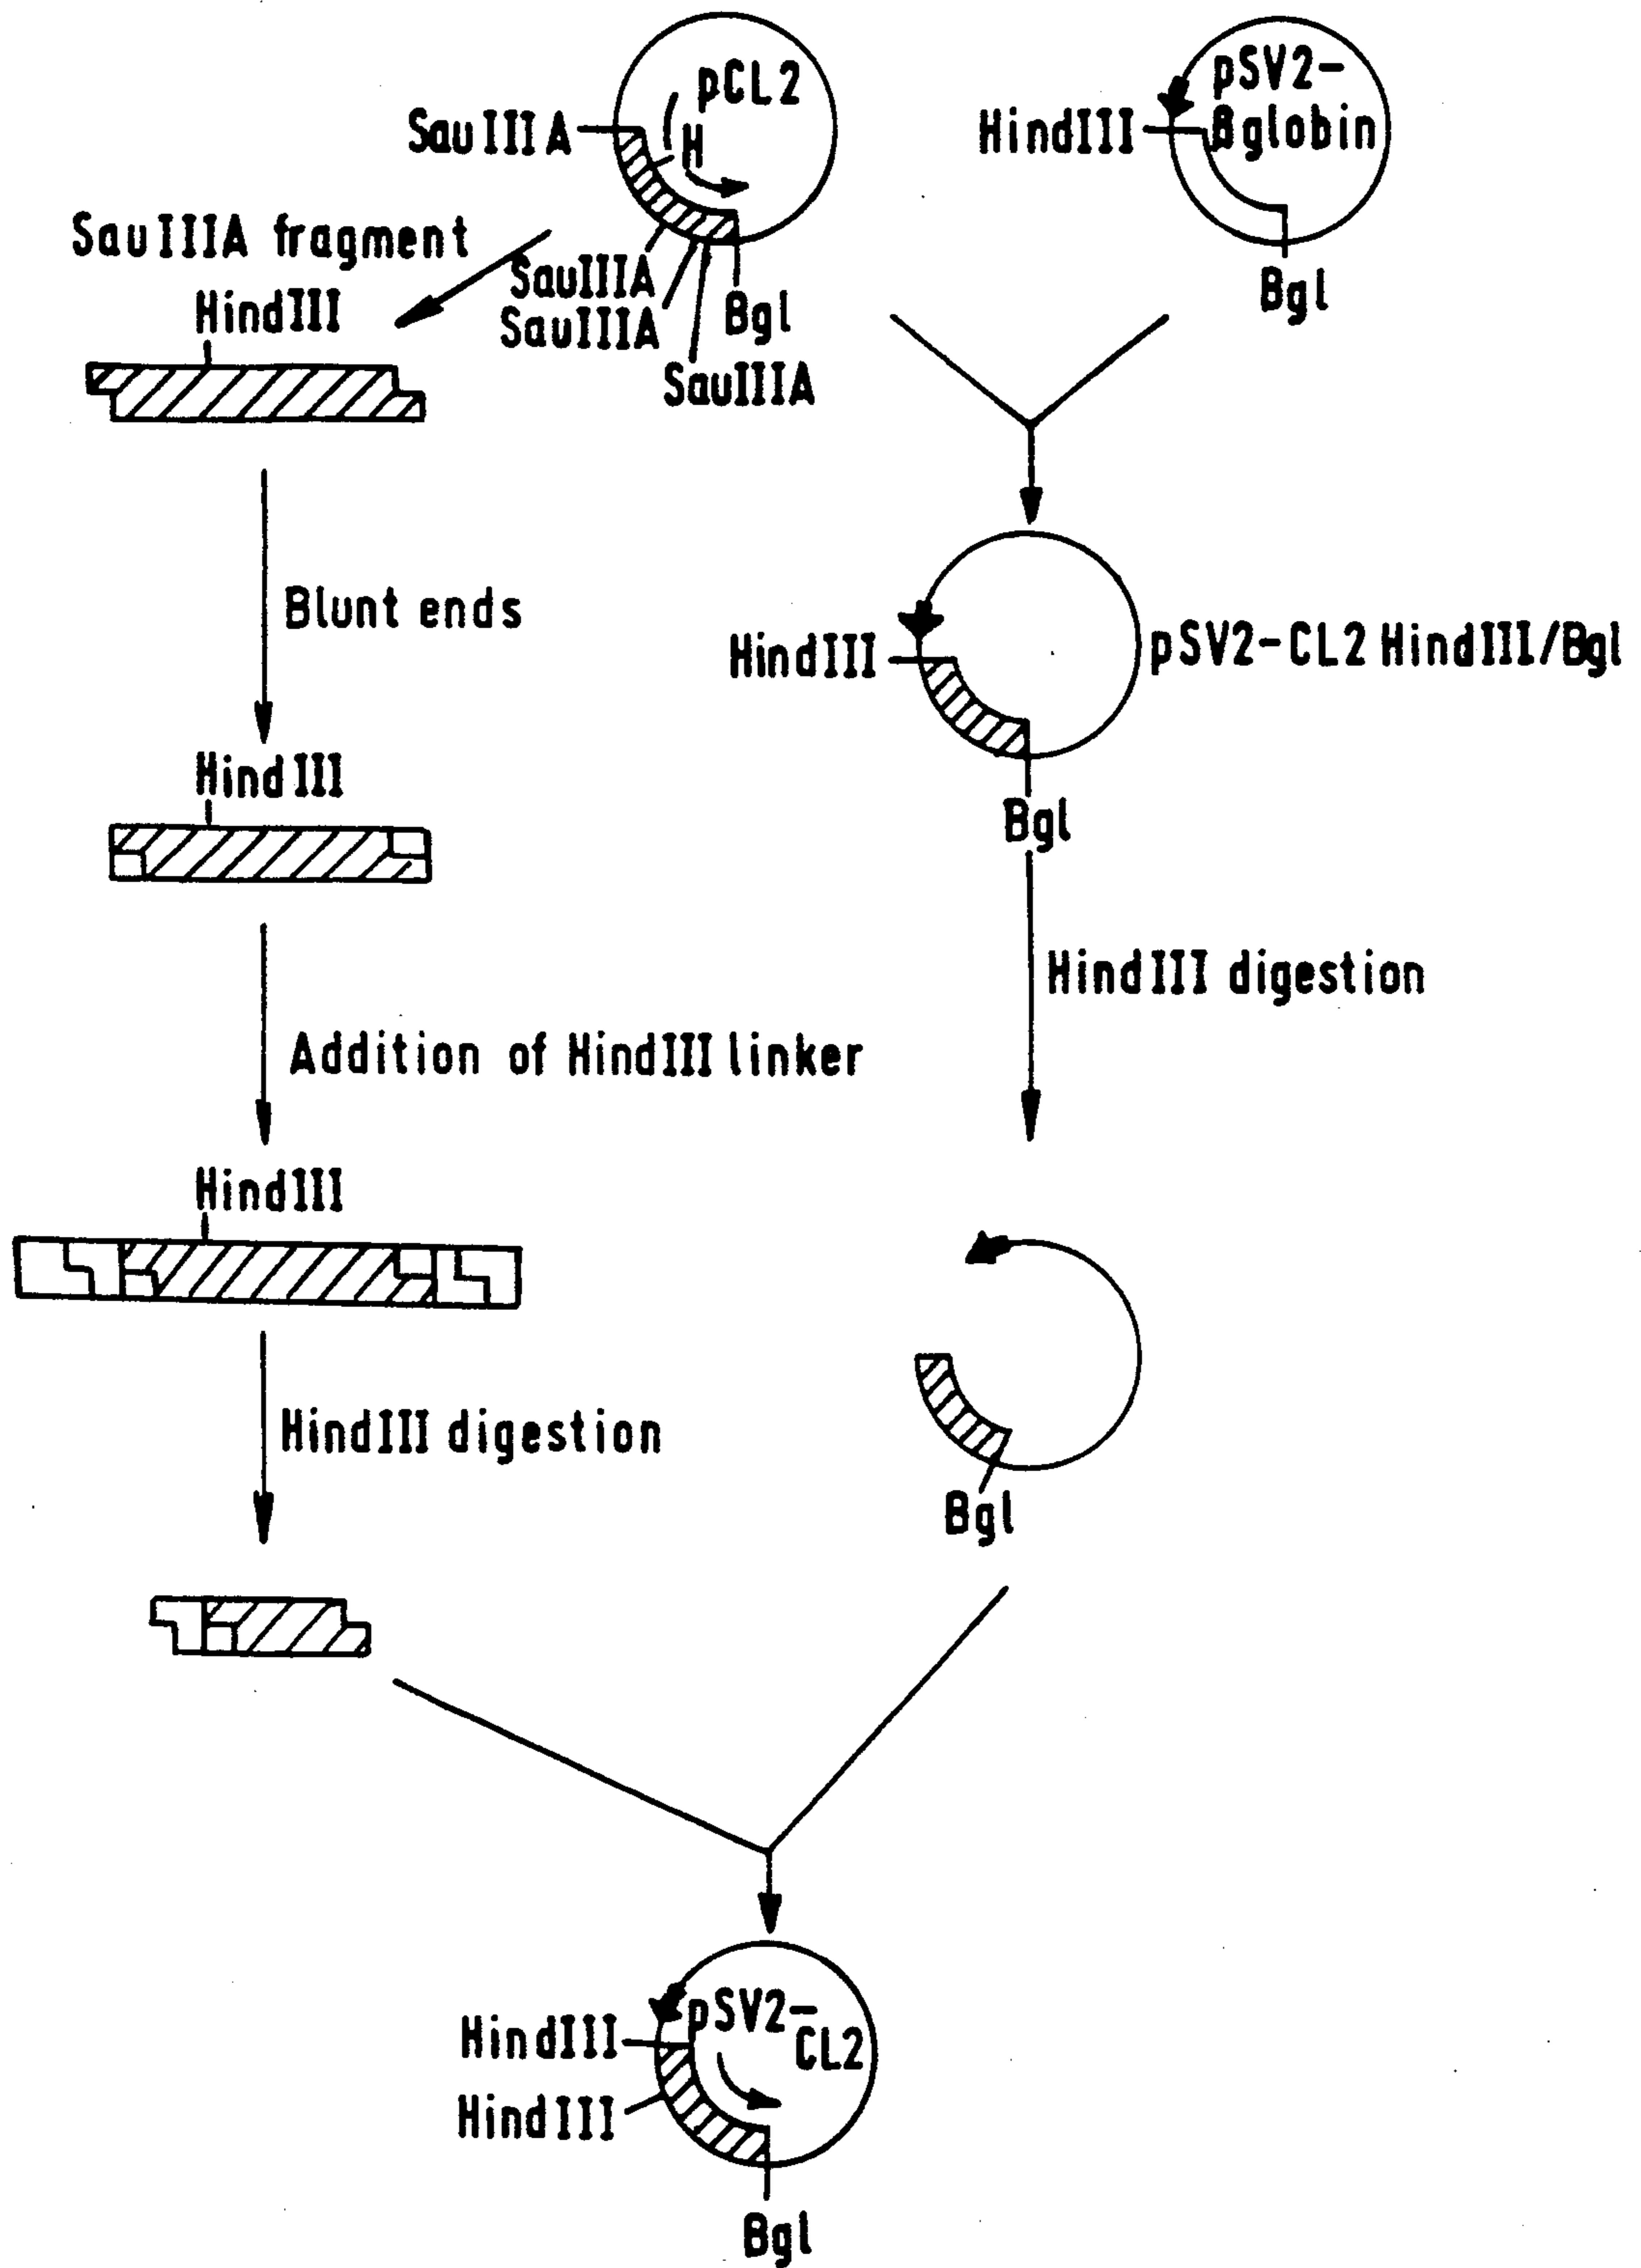 pCL2
H
SauIIIA
SauIIIA
SauIIIA
SauIIIA
Bgl
pSV2-
βglobin
HindIII
Bgl
SauIIIA fragment
HindIII
Blunt ends
HindIII
pSV2-CL2 HindIII/Bgl
Bgl
HindIII
HindIII digestion
Addition of HindIII linker
HindIII
HindIII digestion
Bgl
pSV2-
CL2
HindIII
HindIII
Bgl